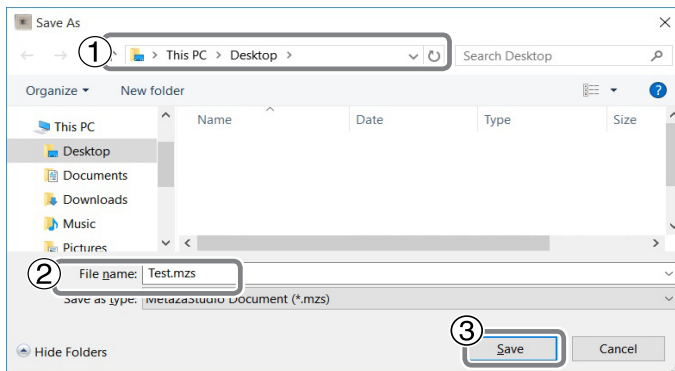 Save As
①
This PC > Desktop >
Search Desktop
Organize
New folder
?
This PC
Desktop
Documents
Downloads
Music
Pictures
Name
Date
Type
Size
②
File name:
Test.mzs
Save as type:
MetazaStudio Document (*.mzs)
③
Hide Folders
Save
Cancel